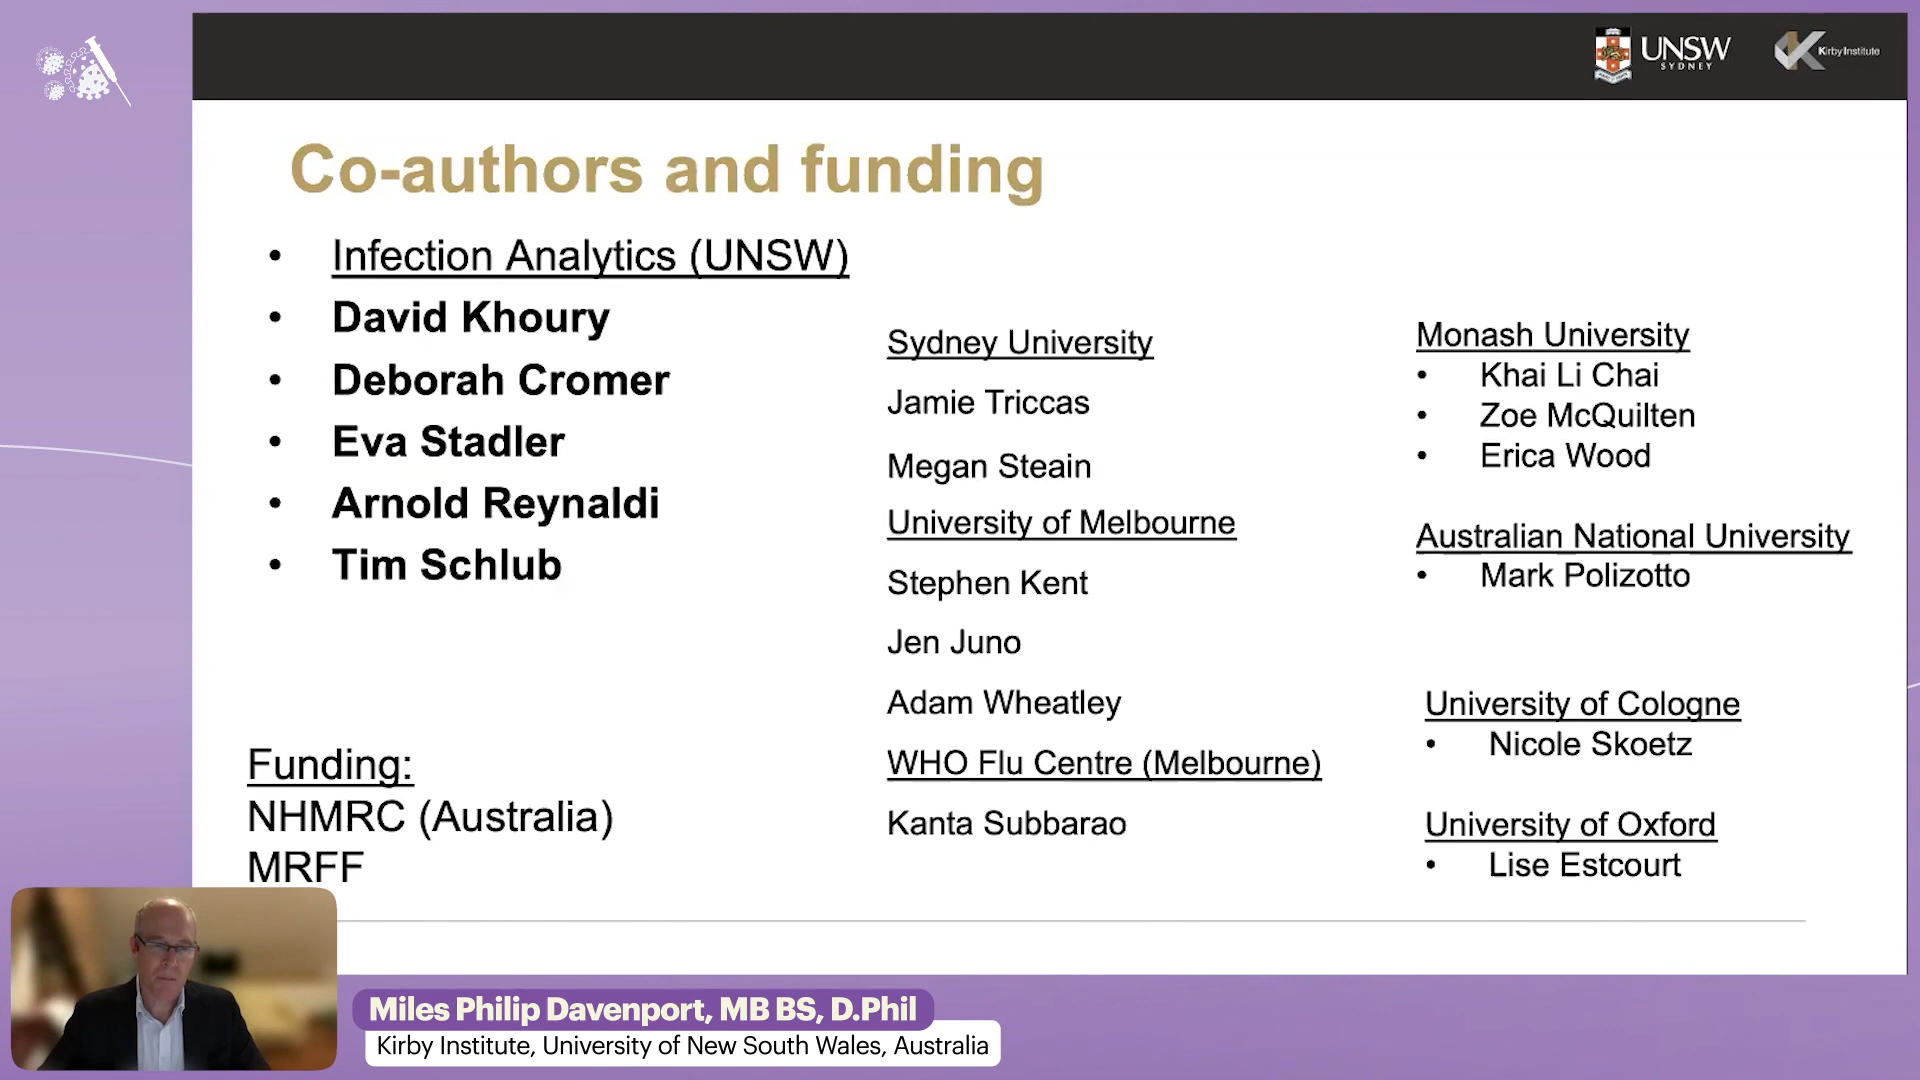 UNSW
SYDNEY
Kirby Institute
Co-authors and funding
• Infection Analytics (UNSW)
• David Khoury
• Deborah Cromer
• Eva Stadler
• Arnold Reynaldi
• Tim Schlub
Funding:
NHMRC (Australia)
MRFF
Sydney University
Jamie Triccas
Megan Steain
University of Melbourne
Stephen Kent
Jen Juno
Adam Wheatley
WHO Flu Centre (Melbourne)
Kanta Subbarao
Monash University
• Khai Li Chai
• Zoe McQuilten
• Erica Wood
Australian National University
• Mark Polizotto
University of Cologne
• Nicole Skoetz
University of Oxford
• Lise Estcourt
Miles Philip Davenport, MB BS, D.Phil
Kirby Institute, University of New South Wales, Australia